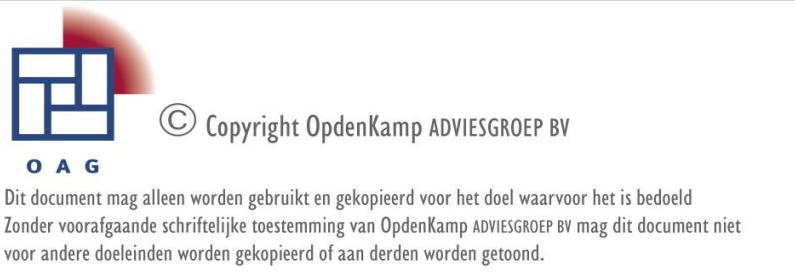 © Copyright OpdenKamp ADVIESGROEP BV
OAG
Dit document mag alleen worden gebruikt en gekopieerd voor het doel waarvoor het is bedoeld
Zonder voorafgaande schriftelijke toestemming van OpdenKamp ADVIESGROEP BV mag dit document niet
voor andere doeleinden worden gekopieerd of aan derden worden getoond.